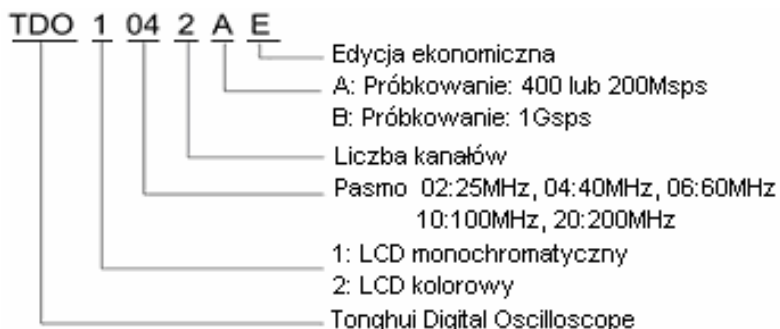 TDO 1 04 2 A E
Edycja ekonomiczna
A: Próbkowanie: 400 lub 200Msps
B: Próbkowanie: 1Gsps
Liczba kanałów
Pasmo 02:25MHz, 04:40MHz, 06:60MHz
10:100MHz, 20:200MHz
1: LCD monochromatyczny
2: LCD kolorowy
Tonghui Digital Oscilloscope